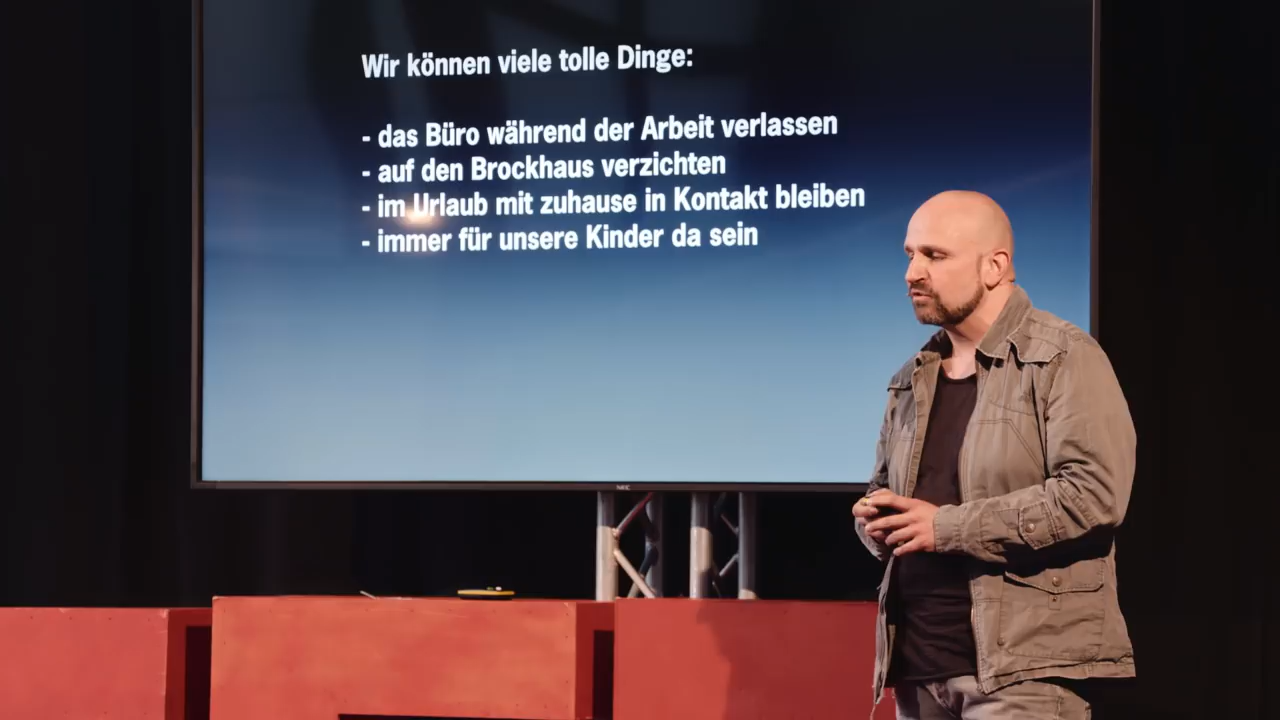 Wir können viele tolle Dinge:
- das Büro während der Arbeit verlassen
- auf den Brockhaus verzichten
- im Urlaub mit zuhause in Kontakt bleiben
- immer für unsere Kinder da sein
NEC